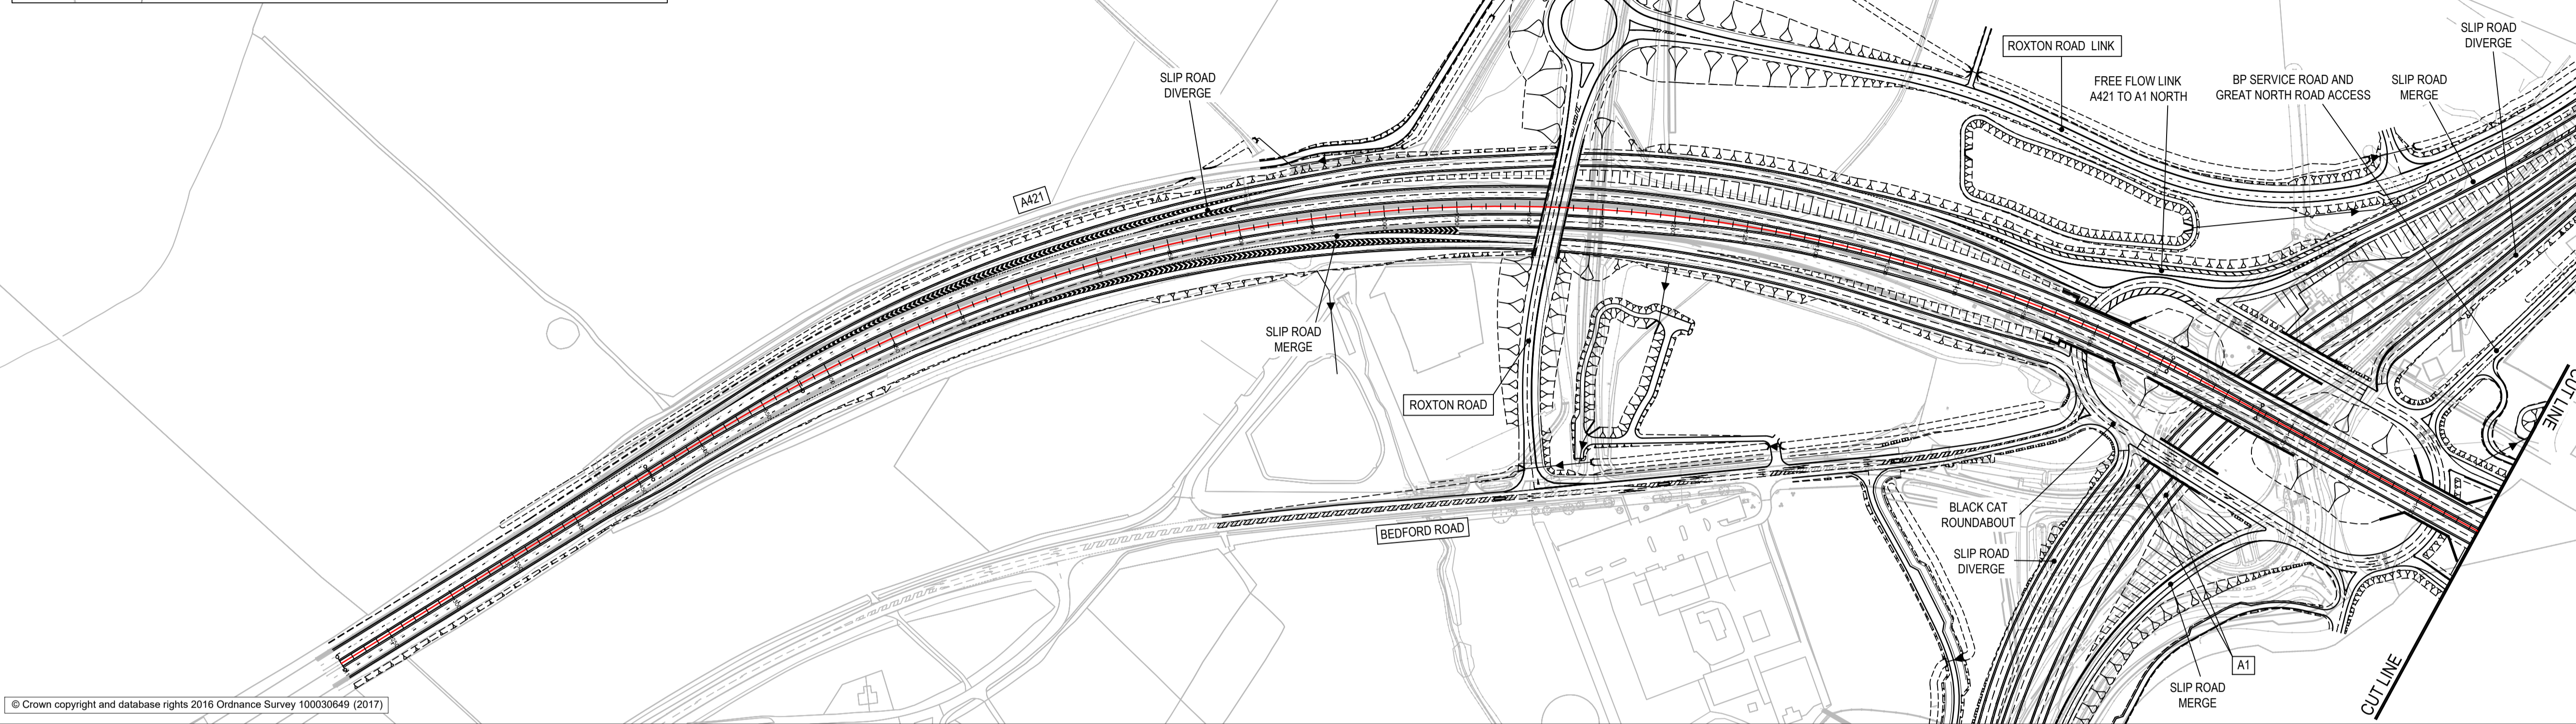 SLIP ROAD
DIVERGE
ROXTON ROAD LINK
SLIP ROAD
DIVERGE
FREE FLOW LINK
A421 TO A1 NORTH
BP SERVICE ROAD AND
GREAT NORTH ROAD ACCESS
SLIP ROAD
MERGE
A421
SLIP ROAD
MERGE
ROXTON ROAD
CUT LINE
BEDFORD ROAD
BLACK CAT
ROUNDABOUT
SLIP ROAD
DIVERGE
A1
SLIP ROAD
MERGE
CUT LINE
© Crown copyright and database rights 2016 Ordnance Survey 100030649 (2017)